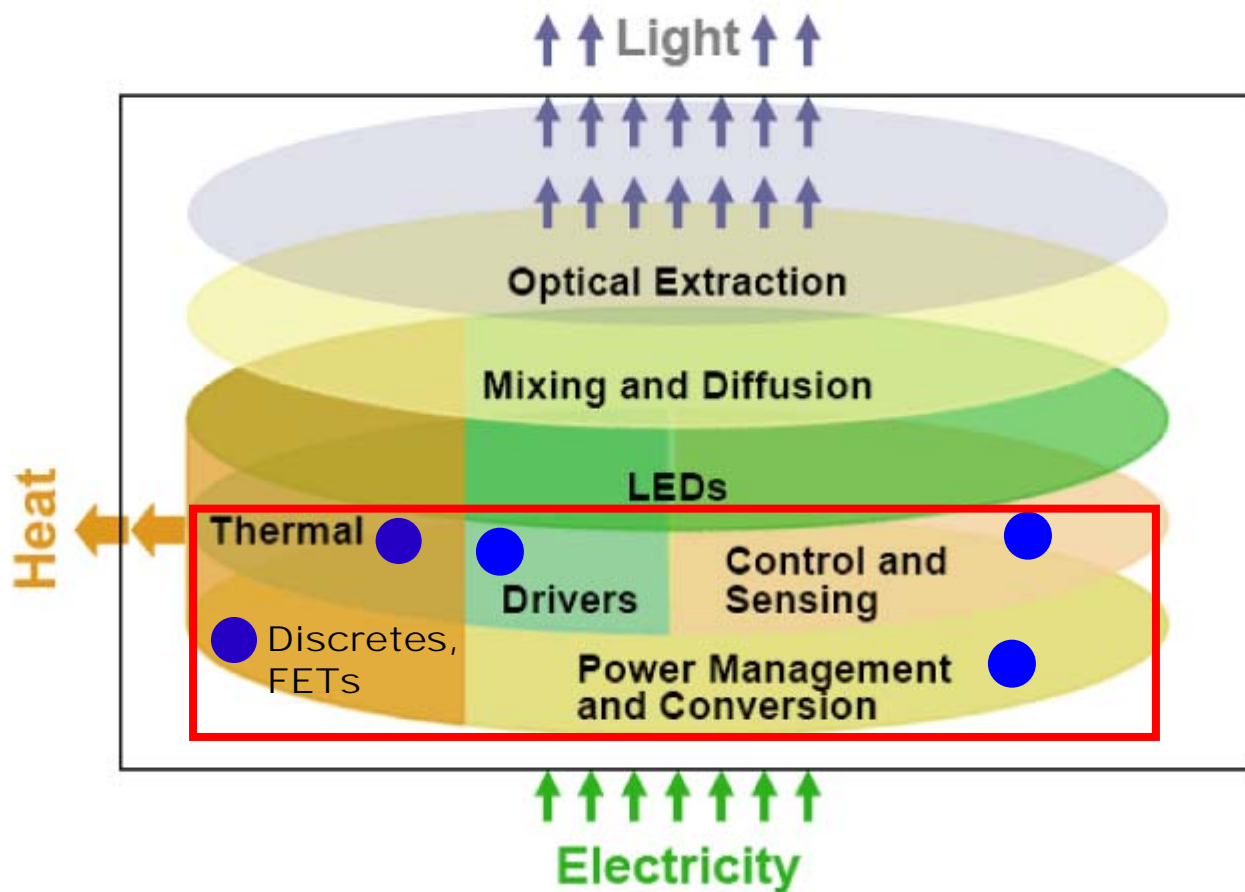 Light
Optical Extraction
Mixing and Diffusion
LEDs
Heat
Thermal
Control and
Sensing
Drivers
Discretes,
FETs
Power Management
and Conversion
Electricity